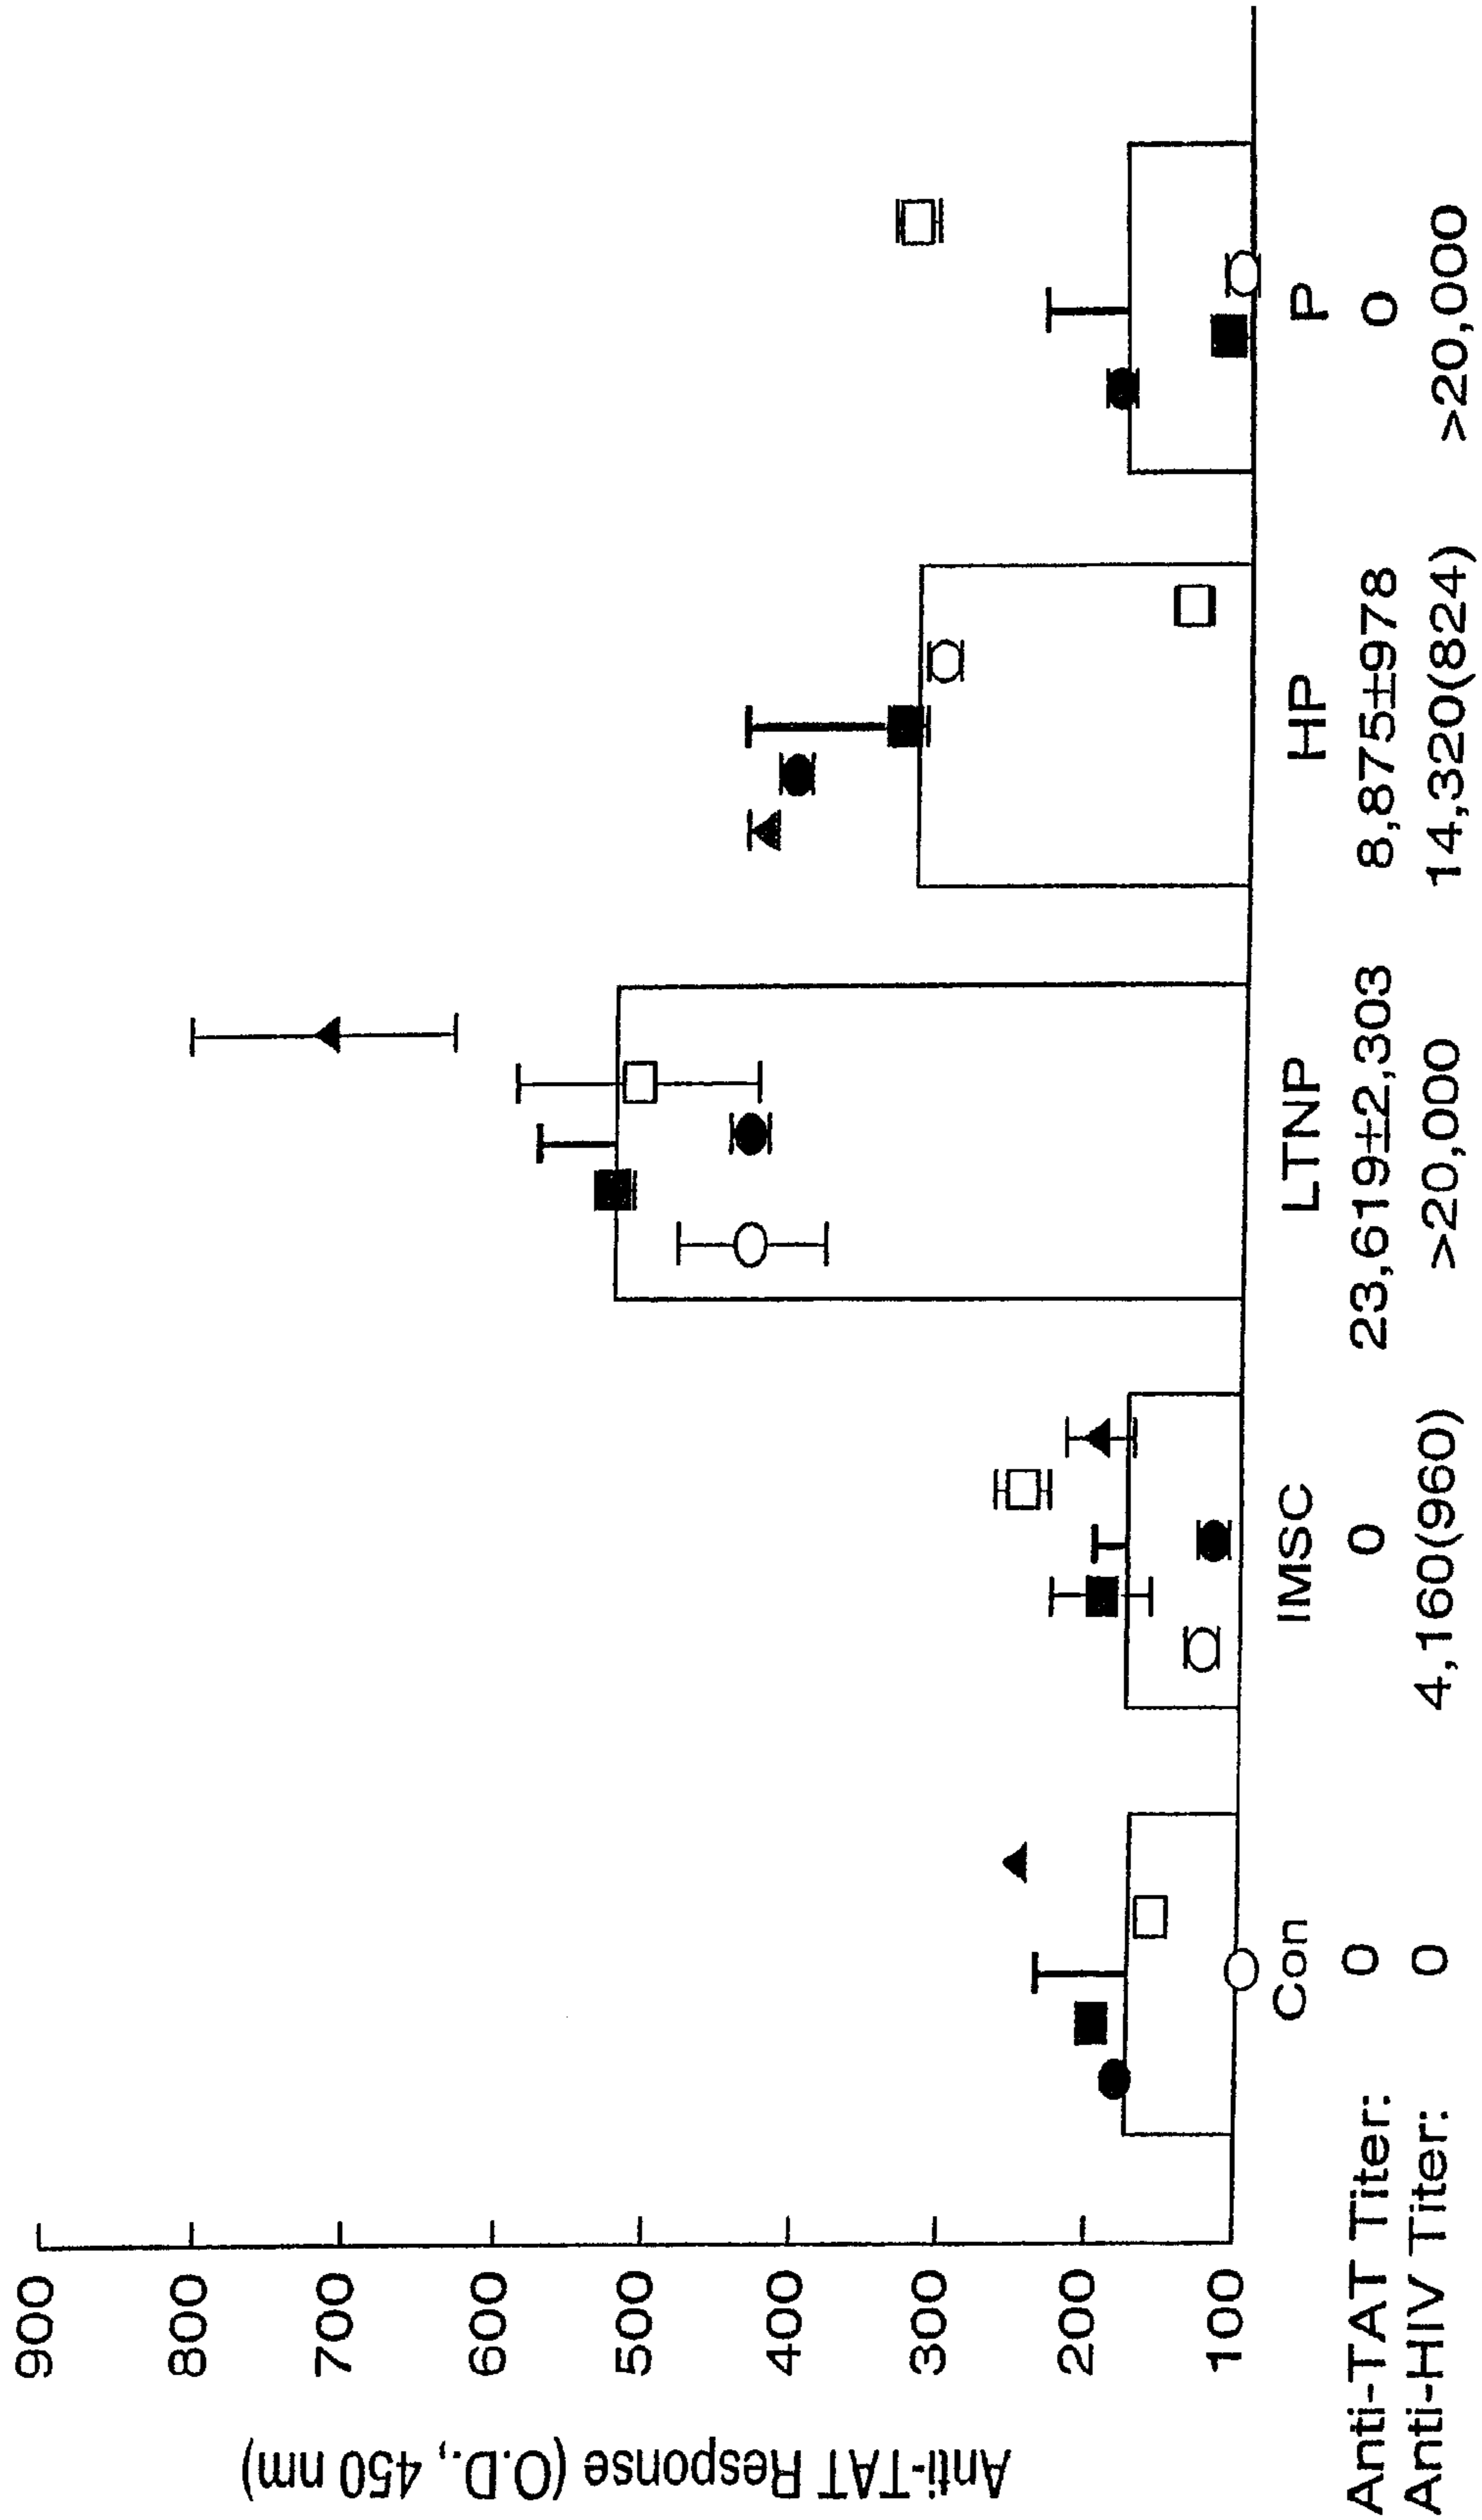 Anti-TAT Response (O.D., 450 nm)
900
800
700
600
500
400
300
200
100
Con IMSC LTNP HP P
Anti-TAT Titer: 0 0 23,619±2,303 8,875±978 0
Anti-HIV Titer: 0 4,160(960) >20,000 14,320(824) >20,000